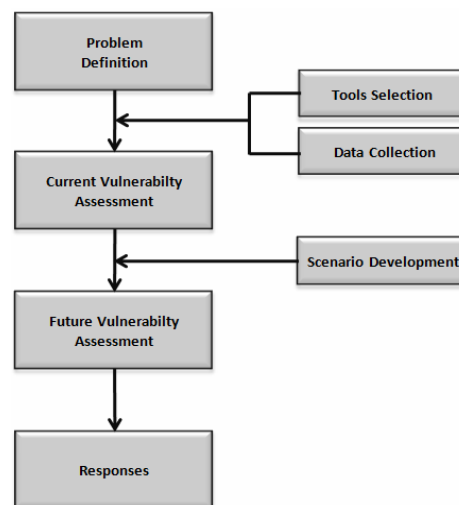 Problem
Definition
Tools Selection
Data Collection
Current Vulnerabilty
Assessment
Scenario Development
Future Vulnerabilty
Assessment
Responses